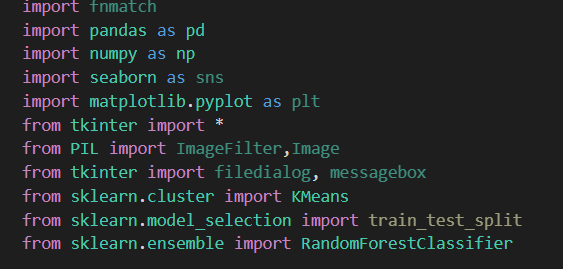 import fnmatch
import pandas as pd
import numpy as np
import seaborn as sns
import matplotlib.pyplot as plt
from tkinter import *
from PIL import ImageFilter,Image
from tkinter import filedialog, messagebox
from sklearn.cluster import KMeans
from sklearn.model_selection import train_test_split
from sklearn.ensemble import RandomForestClassifier